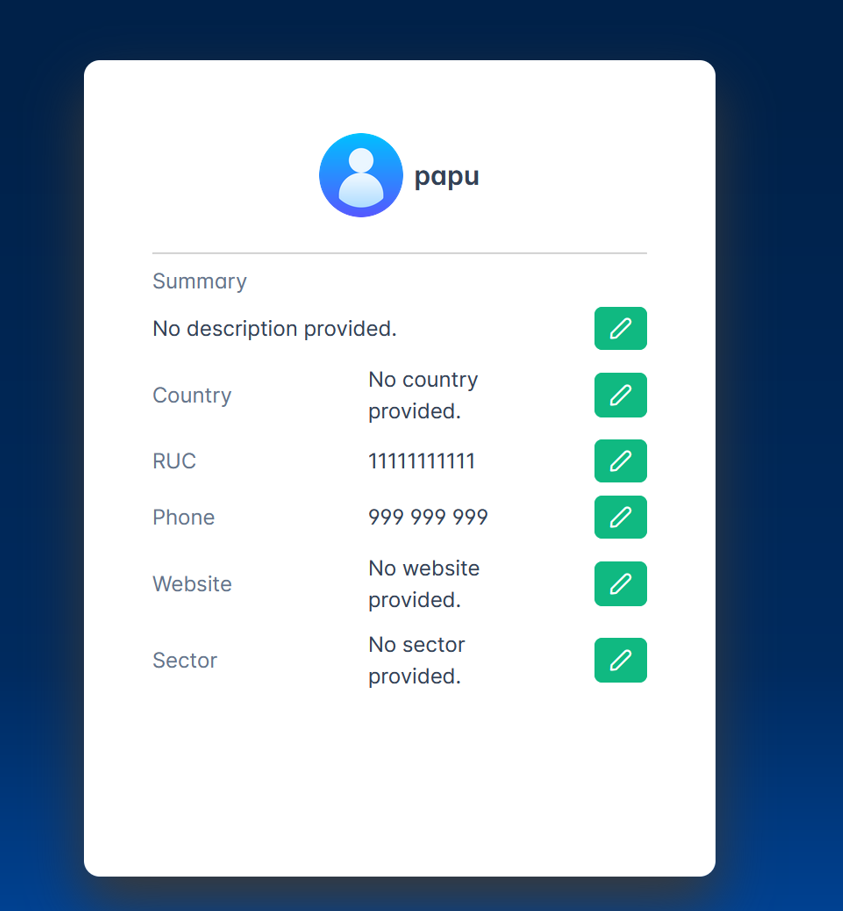 papu
Summary
No description provided.
Country
No country
provided.
RUC
11111111111
Phone
999 999 999
Website
No website
provided.
Sector
No sector
provided.